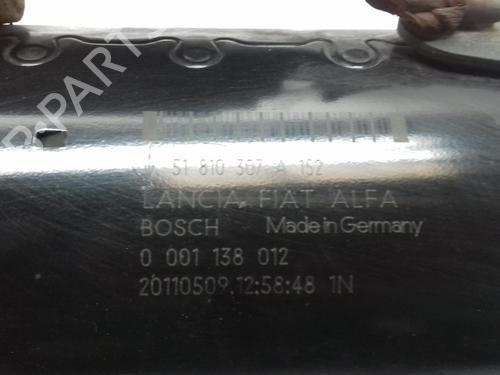 51 810 307 A 152
LANCIA, FIAT ALFA
BOSCH Made in Germany
0 001 138 012
20110509 12:58:48 1N